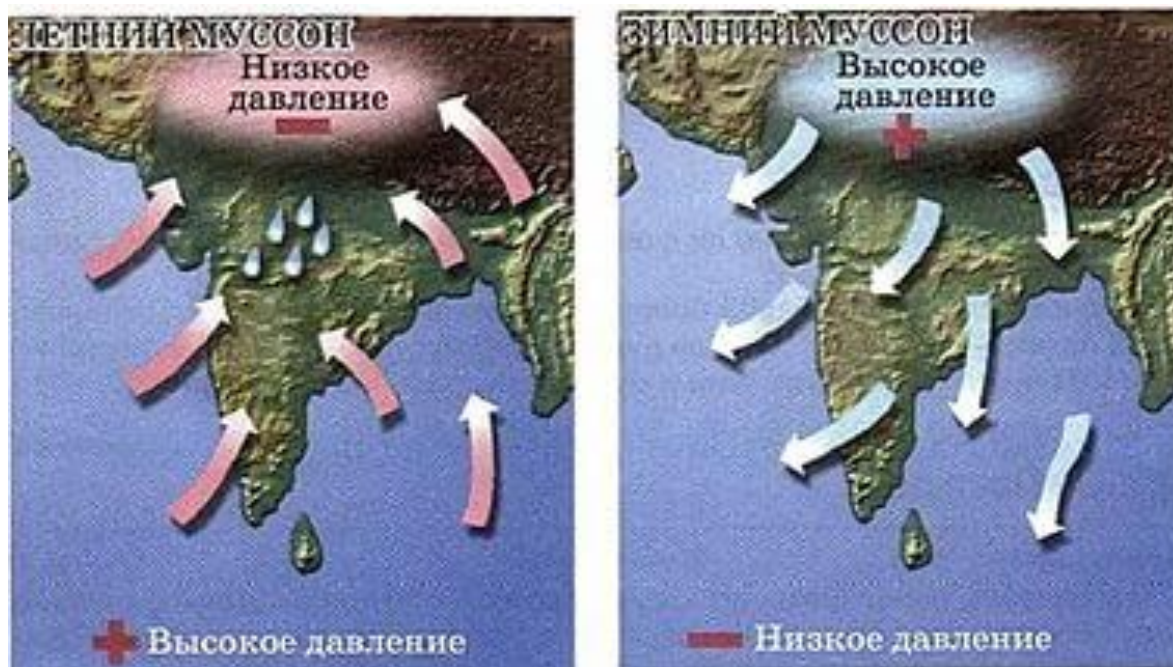 ЛЕТНИЙ МУССОН
Низкое
давление
Высокое давление
ЗИМНИЙ МУССОН
Высокое
давление
Низкое давление